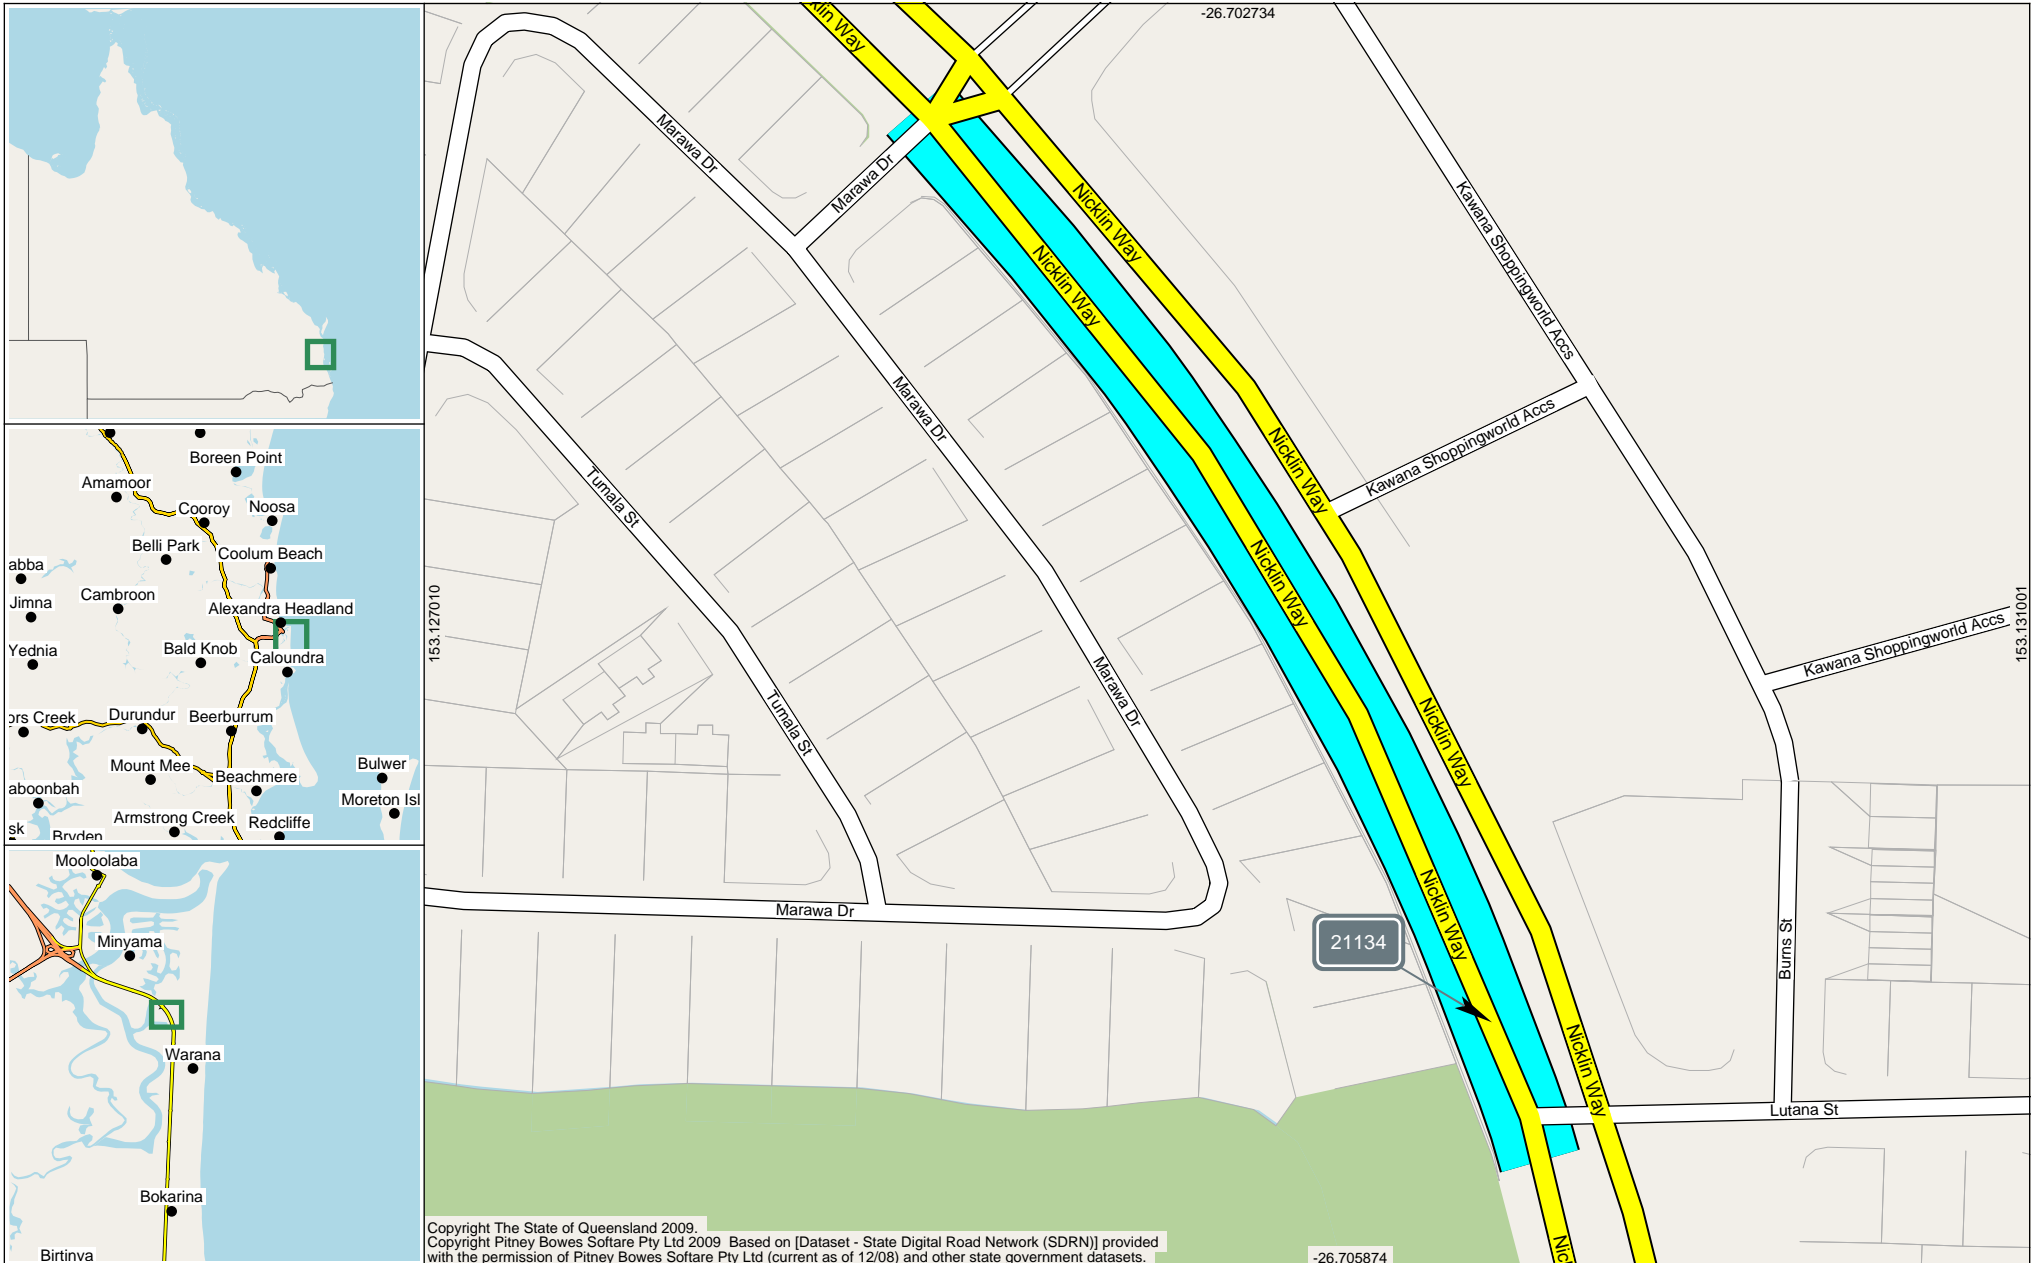 Boreen Point
Amamoor
Cooroy
Noosa
Belli Park
Coolum Beach
abba
Cambroon
Jimna
Alexandra Headland
Yednia
Bald Knob
Caloundra
ors Creek
Durundur
Beerburrum
Mount Mee
Beachmere
Bulwer
aboonbah
Moreton Isl
Armstrong Creek
Redcliffe
sk
Bryden
Mooloolaba
Minyama
Warana
Bokarina
Birtinya
-26.702734
klin Way
Marawa Dr
Marawa Dr
Nicklin Way
Nicklin Way
Kawana Shoppingworld Accs
Marawa Dr
Kawana Shoppingworld Accs
Nicklin Way
Tumala St
Nicklin Way
153.127010
153.131001
Kawana Shoppingworld Accs
Marawa Dr
Tumala St
Nicklin Way
Marawa Dr
Nicklin Way
21134
Burns St
Nicklin Way
Lutana St
Nick
Copyright The State of Queensland 2009.
Copyright Pitney Bowes Softare Pty Ltd 2009 Based on [Dataset - State Digital Road Network (SDRN)] provided
with the permission of Pitney Bowes Softare Pty Ltd (current as of 12/08) and other state government datasets.
-26.705874